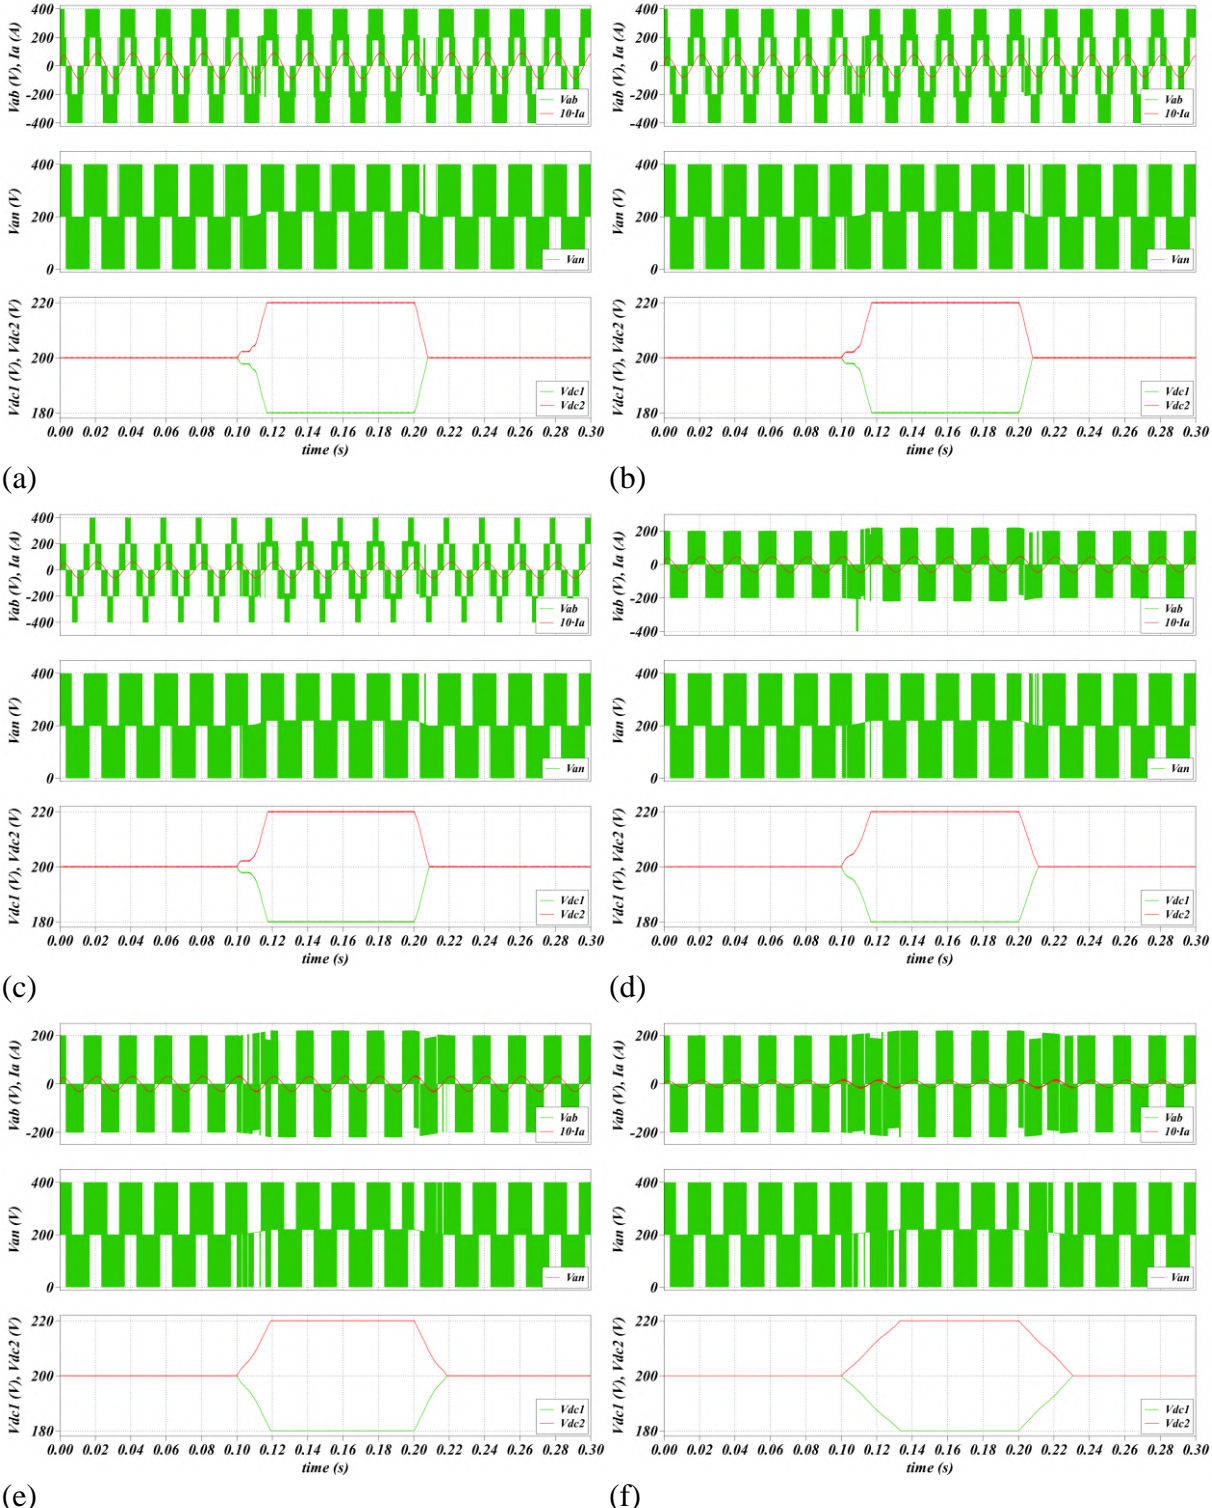 Vab (V), Ia (A)
400
200
0
-200
-400
Vab
10·Ia
Van (V)
400
200
0
Van
Vdc1 (V), Vdc2 (V)
220
200
180
Vdc1
Vdc2
0.00 0.02 0.04 0.06 0.08 0.10 0.12 0.14 0.16 0.18 0.20 0.22 0.24 0.26 0.28 0.30
time (s)
(a)
Vab (V), Ia (A)
400
200
0
-200
-400
Vab
10·Ia
Van (V)
400
200
0
Van
Vdc1 (V), Vdc2 (V)
220
200
180
Vdc1
Vdc2
0.00 0.02 0.04 0.06 0.08 0.10 0.12 0.14 0.16 0.18 0.20 0.22 0.24 0.26 0.28 0.30
time (s)
(b)
Vab (V), Ia (A)
400
200
0
-200
-400
Vab
10·Ia
Van (V)
400
200
0
Van
Vdc1 (V), Vdc2 (V)
220
200
180
Vdc1
Vdc2
0.00 0.02 0.04 0.06 0.08 0.10 0.12 0.14 0.16 0.18 0.20 0.22 0.24 0.26 0.28 0.30
time (s)
(c)
Vab (V), Ia (A)
200
0
-200
-400
Vab
10·Ia
Van (V)
400
200
0
Van
Vdc1 (V), Vdc2 (V)
220
200
180
Vdc1
Vdc2
0.00 0.02 0.04 0.06 0.08 0.10 0.12 0.14 0.16 0.18 0.20 0.22 0.24 0.26 0.28 0.30
time (s)
(d)
Vab (V), Ia (A)
200
0
-200
Vab
10·Ia
Van (V)
400
200
0
Van
Vdc1 (V), Vdc2 (V)
220
200
180
Vdc1
Vdc2
0.00 0.02 0.04 0.06 0.08 0.10 0.12 0.14 0.16 0.18 0.20 0.22 0.24 0.26 0.28 0.30
time (s)
(e)
Vab (V), Ia (A)
200
0
-200
Vab
10·Ia
Van (V)
400
200
0
Van
Vdc1 (V), Vdc2 (V)
220
200
180
Vdc1
Vdc2
0.00 0.02 0.04 0.06 0.08 0.10 0.12 0.14 0.16 0.18 0.20 0.22 0.24 0.26 0.28 0.30
time (s)
(f)